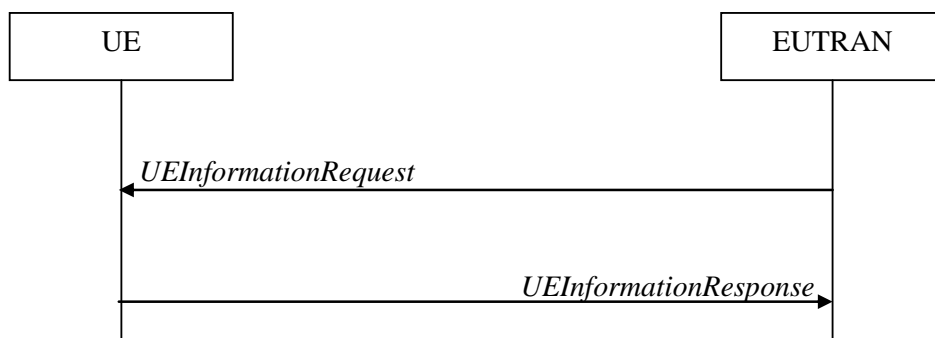 UE
EUTRAN
UEInformationRequest
UEInformationResponse